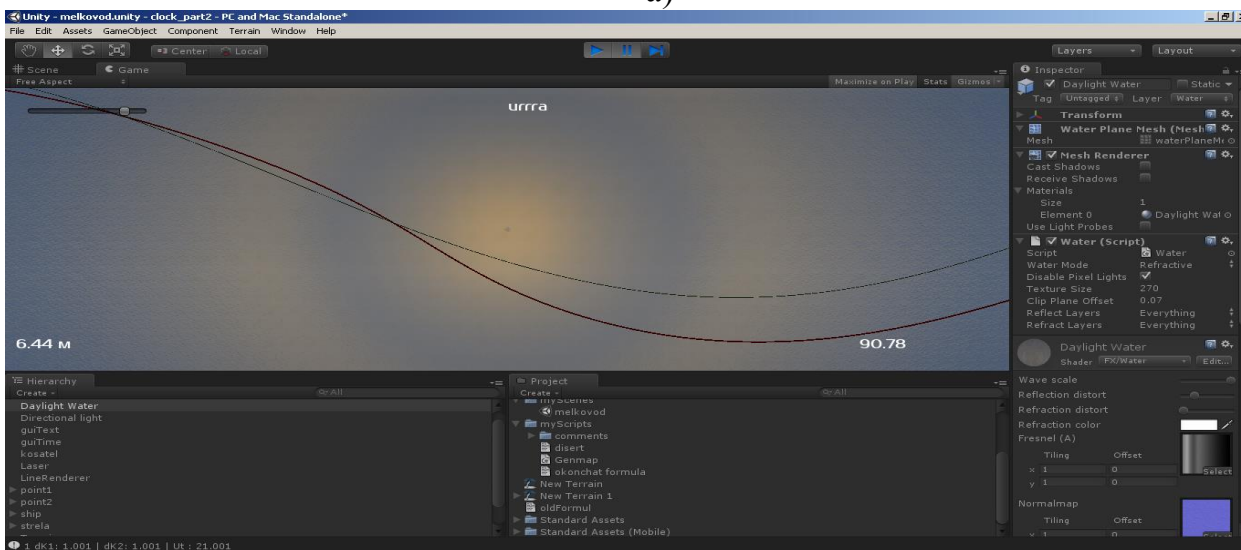 а)
Unity - melkovod.unity - clock_part2 - PC and Mac Standalone*
File Edit Assets GameObject Component Terrain Window Help
Center Local Layers Layout
Scene Game
Free Aspect Maximize on Play Stats Gizmos
urrra
6.44 м 90.78
Hierarchy
Create All
Daylight Water
Directional light
guiText
guiTime
kosatel
Laser
LineRenderer
point1
point2
ship
strela
Project
Create All
myScenes
melkovod
myScripts
comments
disert
Genmap
okonchat formula
New Terrain
New Terrain 1
oldFormul
Standard Assets
Standard Assets (Mobile)
Inspector
Daylight Water Static
Tag Untagged Layer Water
Transform
Water Plane Mesh (Mesh
Mesh waterPlaneMe
Mesh Renderer
Cast Shadows
Receive Shadows
Materials
Size 1
Element 0 Daylight Wat
Use Light Probes
Water (Script)
Script Water
Water Mode Refractive
Disable Pixel Lights
Texture Size 270
Clip Plane Offset 0.07
Reflect Layers Everything
Refract Layers Everything
Daylight Water
Shader FX/Water Edit...
Wave scale
Reflection distort
Refraction distort
Refraction color
Fresnel (A)
Tiling Offset
x 1 0
y 1 0
Select
Normalmap
Tiling Offset
x 1 0
1 dK1: 1.001 | dK2: 1.001 | Ut : 21.001